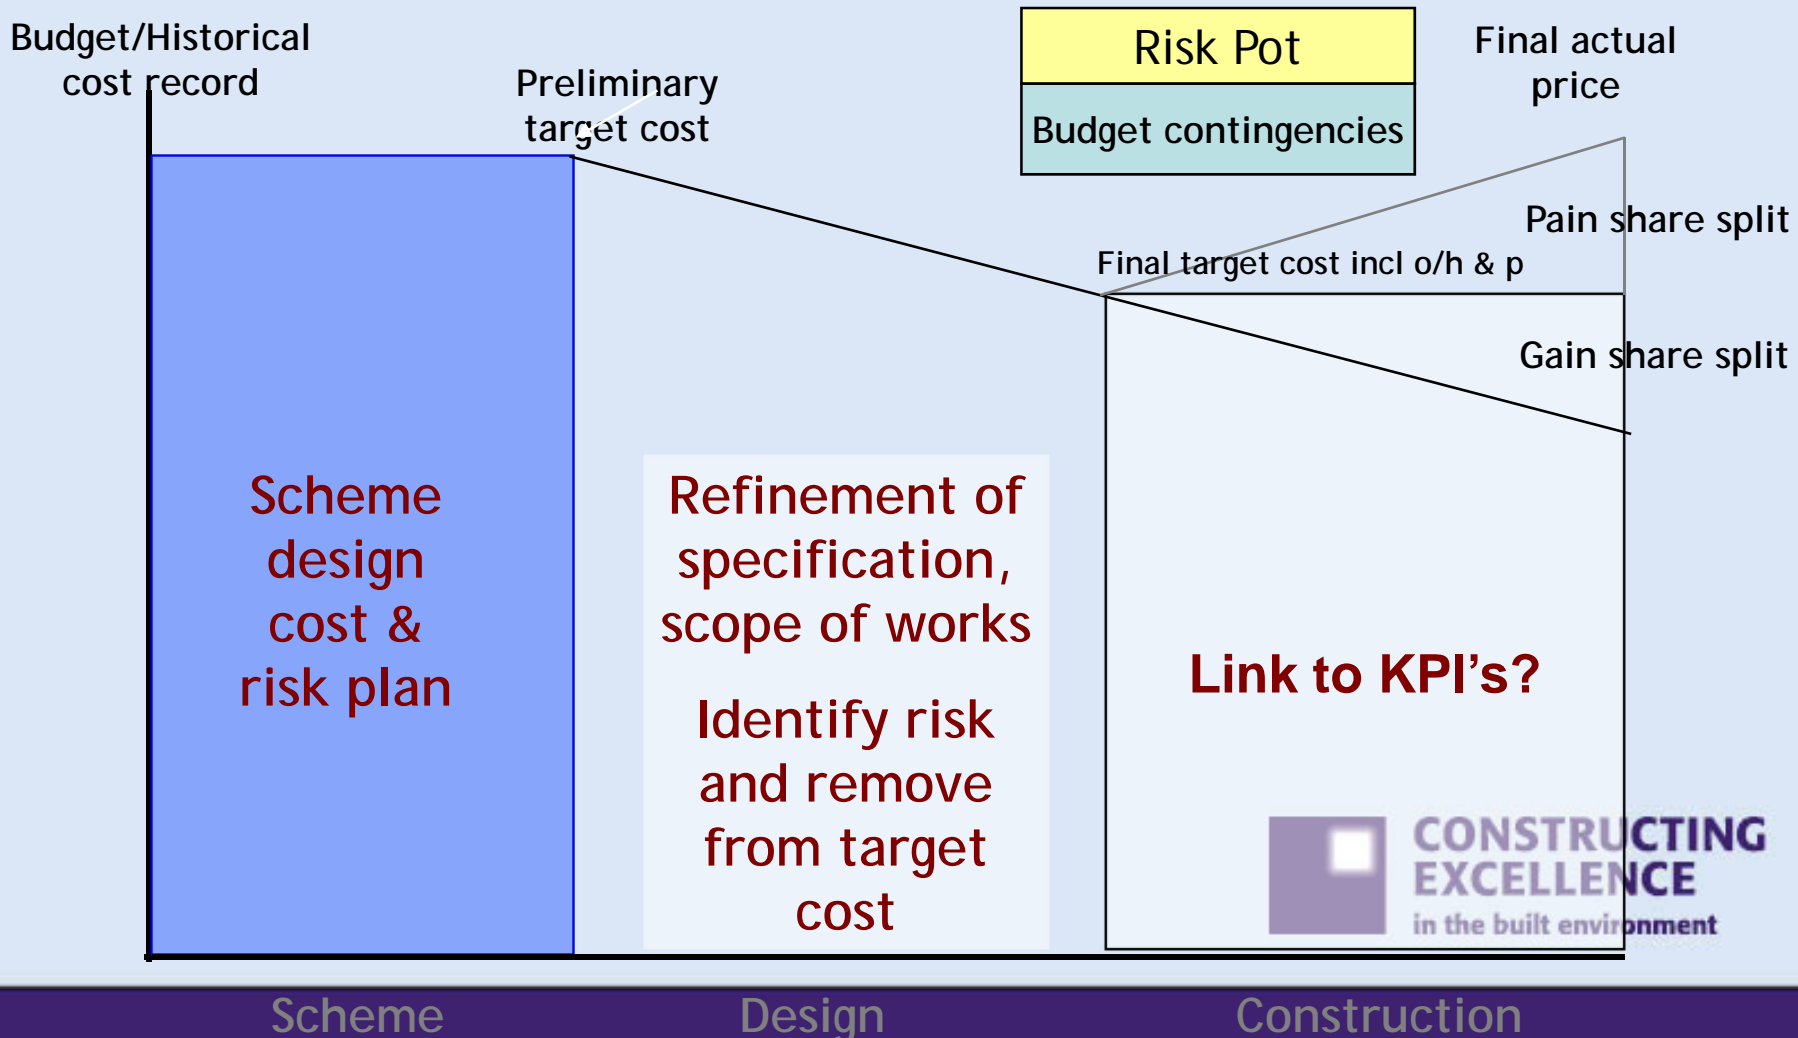 Budget/Historical
cost record
Preliminary
target cost
Risk Pot
Budget contingencies
Final actual
price
Pain share split
Final target cost incl o/h & p
Gain share split
Scheme
design
cost &
risk plan
Refinement of
specification,
scope of works
Identify risk
and remove
from target
cost
Link to KPI's?
CONSTRUCTING
EXCELLENCE
in the built environment
Scheme
Design
Construction